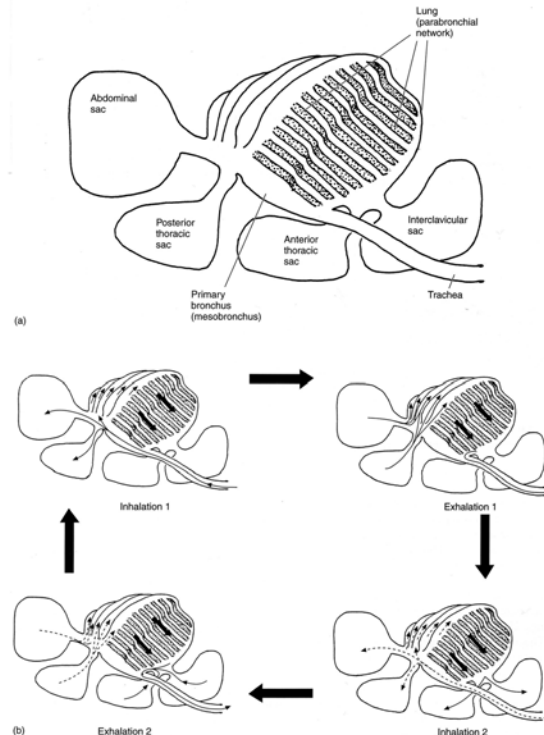 Lung
(parabronchial
network)
Abdominal
sac
Posterior
thoracic
sac
Anterior
thoracic
sac
Interclavicular
sac
Primary
bronchus
(mesobronchus)
Trachea
(a)
Inhalation 1
Exhalation 1
(b)
Exhalation 2
Inhalation 2